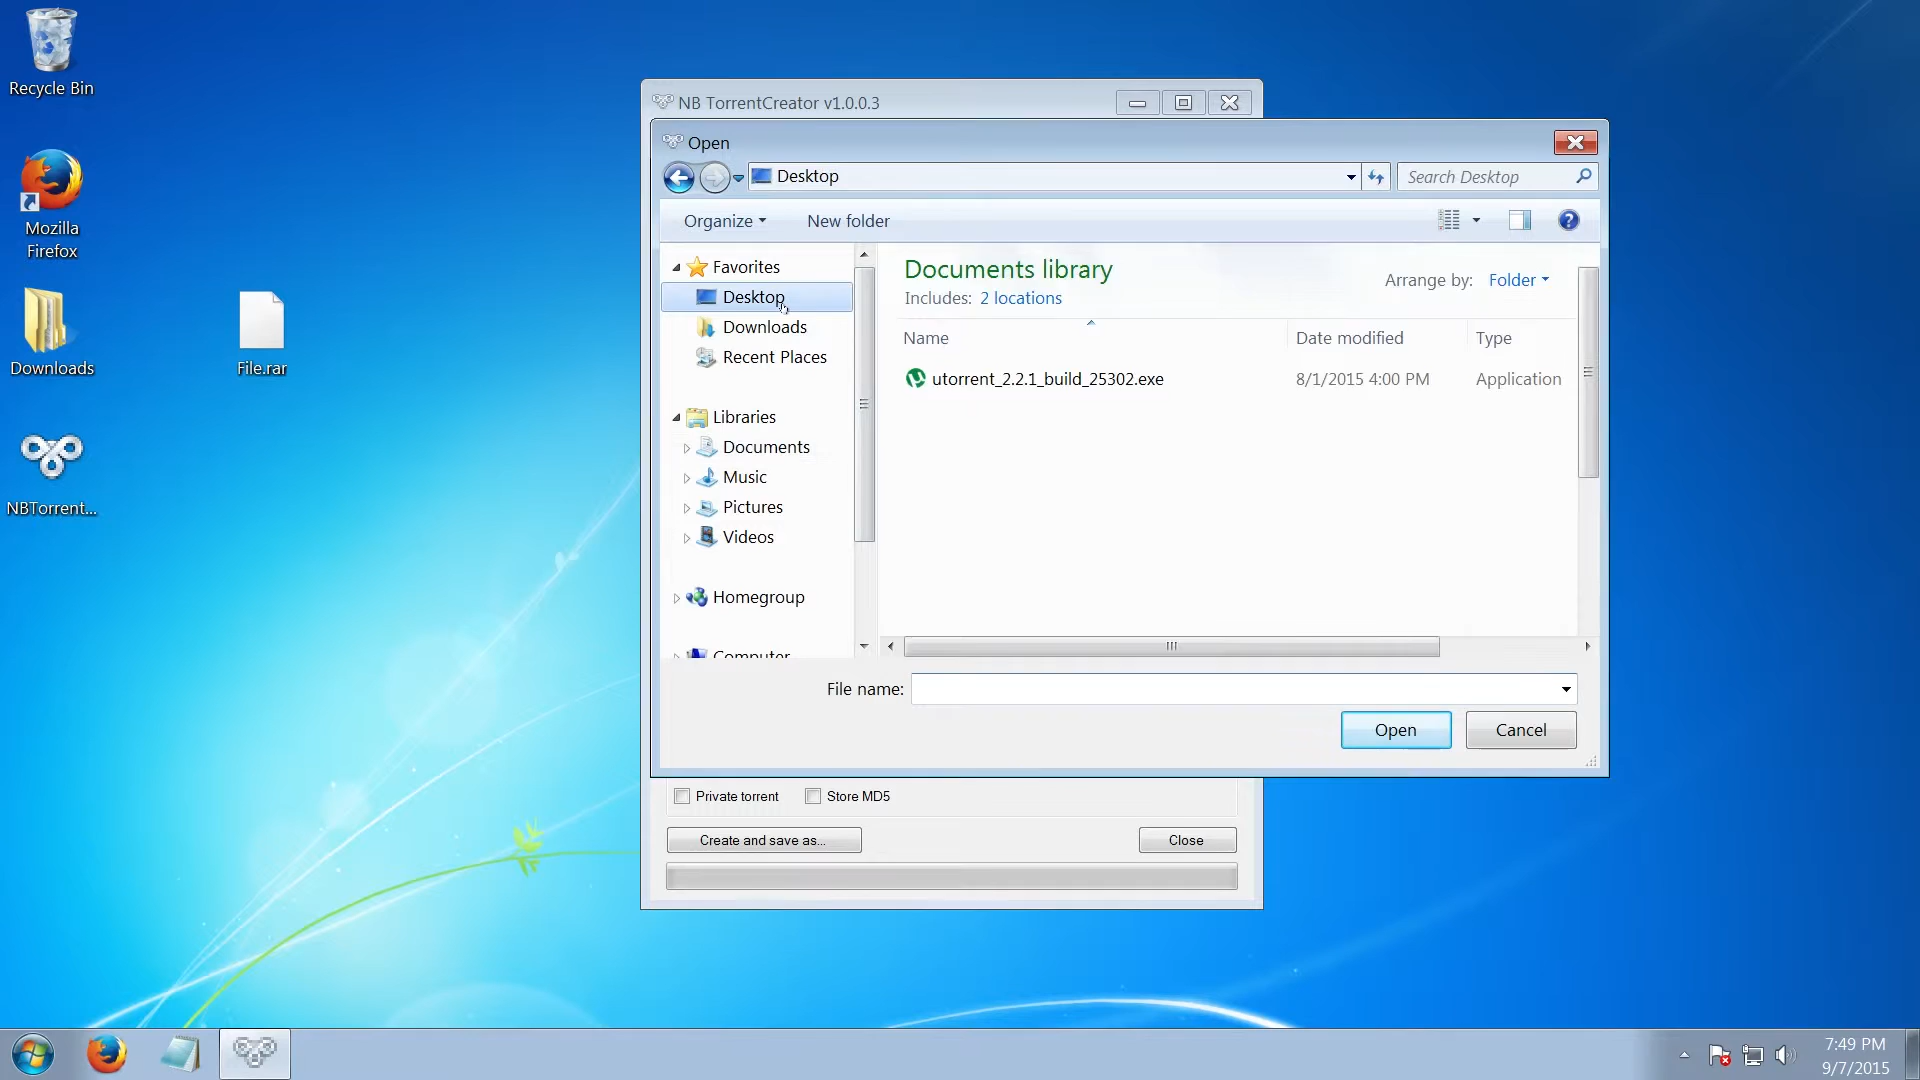 Recycle Bin
Mozilla
Firefox
Downloads
File.rar
NBTorrent...
NB TorrentCreator v1.0.0.3
Open
Desktop
Search Desktop
Organize
New folder
Favorites
Desktop
Downloads
Recent Places
Libraries
Documents
Music
Pictures
Videos
Homegroup
Computer
Documents library
Includes: 2 locations
Arrange by: Folder
Name Date modified Type
utorrent_2.2.1_build_25302.exe 8/1/2015 4:00 PM Application
File name:
Open Cancel
Private torrent Store MD5
Create and save as... Close
7:49 PM
9/7/2015